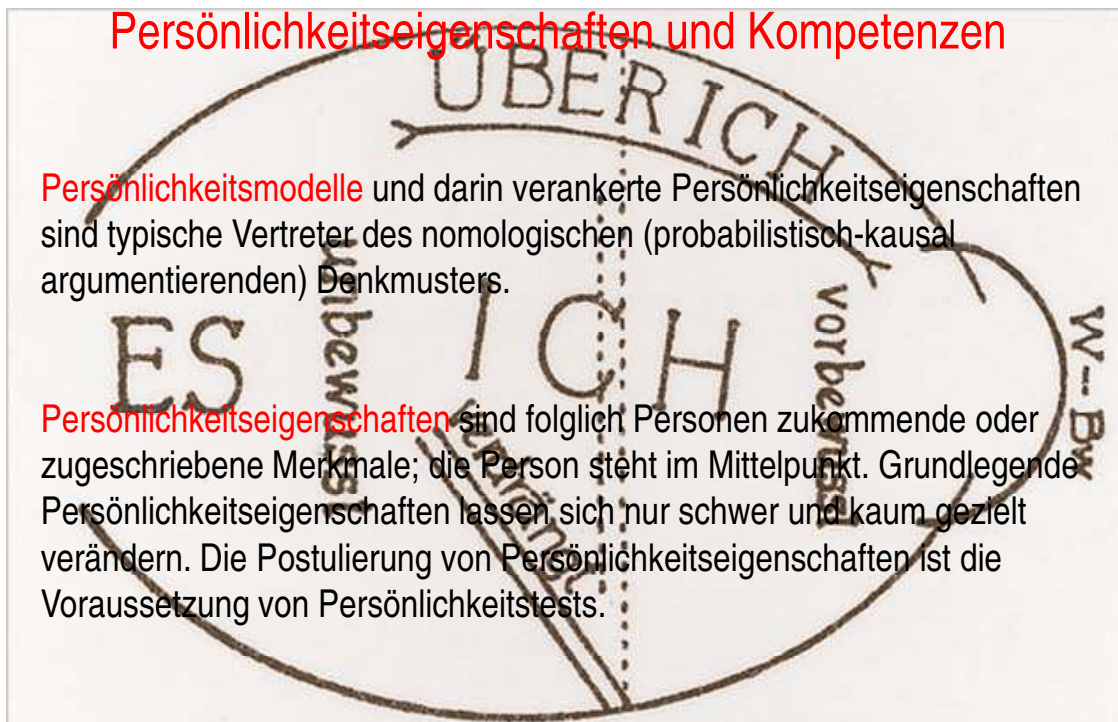 Persönlichkeitseigenschaften und Kompetenzen
ÜBERICH
Persönlichkeitsmodelle und darin verankerte Persönlichkeitseigenschaften
sind typische Vertreter des nomologischen (probabilistisch-kausal
argumentierenden) Denkmusters.
ES
unbewusst
ICH
vorbewusst
W--Bw
Persönlichkeitseigenschaften sind folglich Personen zukommende oder
zugeschriebene Merkmale; die Person steht im Mittelpunkt. Grundlegende
Persönlichkeitseigenschaften lassen sich nur schwer und kaum gezielt
verändern. Die Postulierung von Persönlichkeitseigenschaften ist die
Voraussetzung von Persönlichkeitstests.